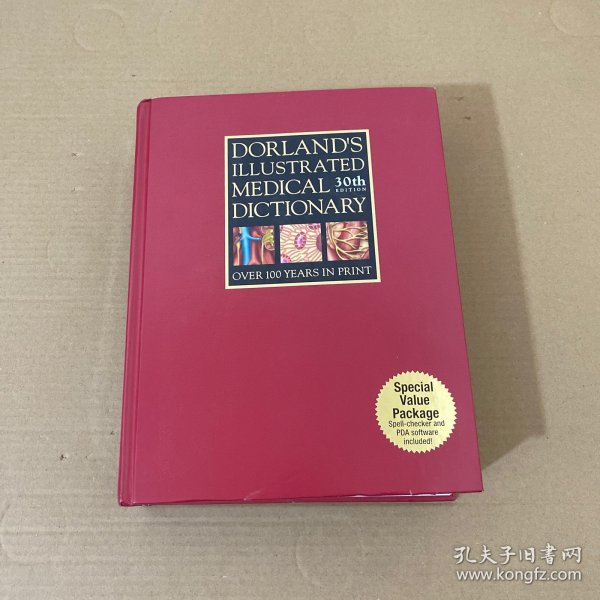 DORLAND'S
ILLUSTRATED
MEDICAL 30th
EDITION
DICTIONARY
OVER 100 YEARS IN PRINT
Special
Value
Package
Spell-checker and
PDA software
included!
孔夫子旧书网
www.kongfz.com